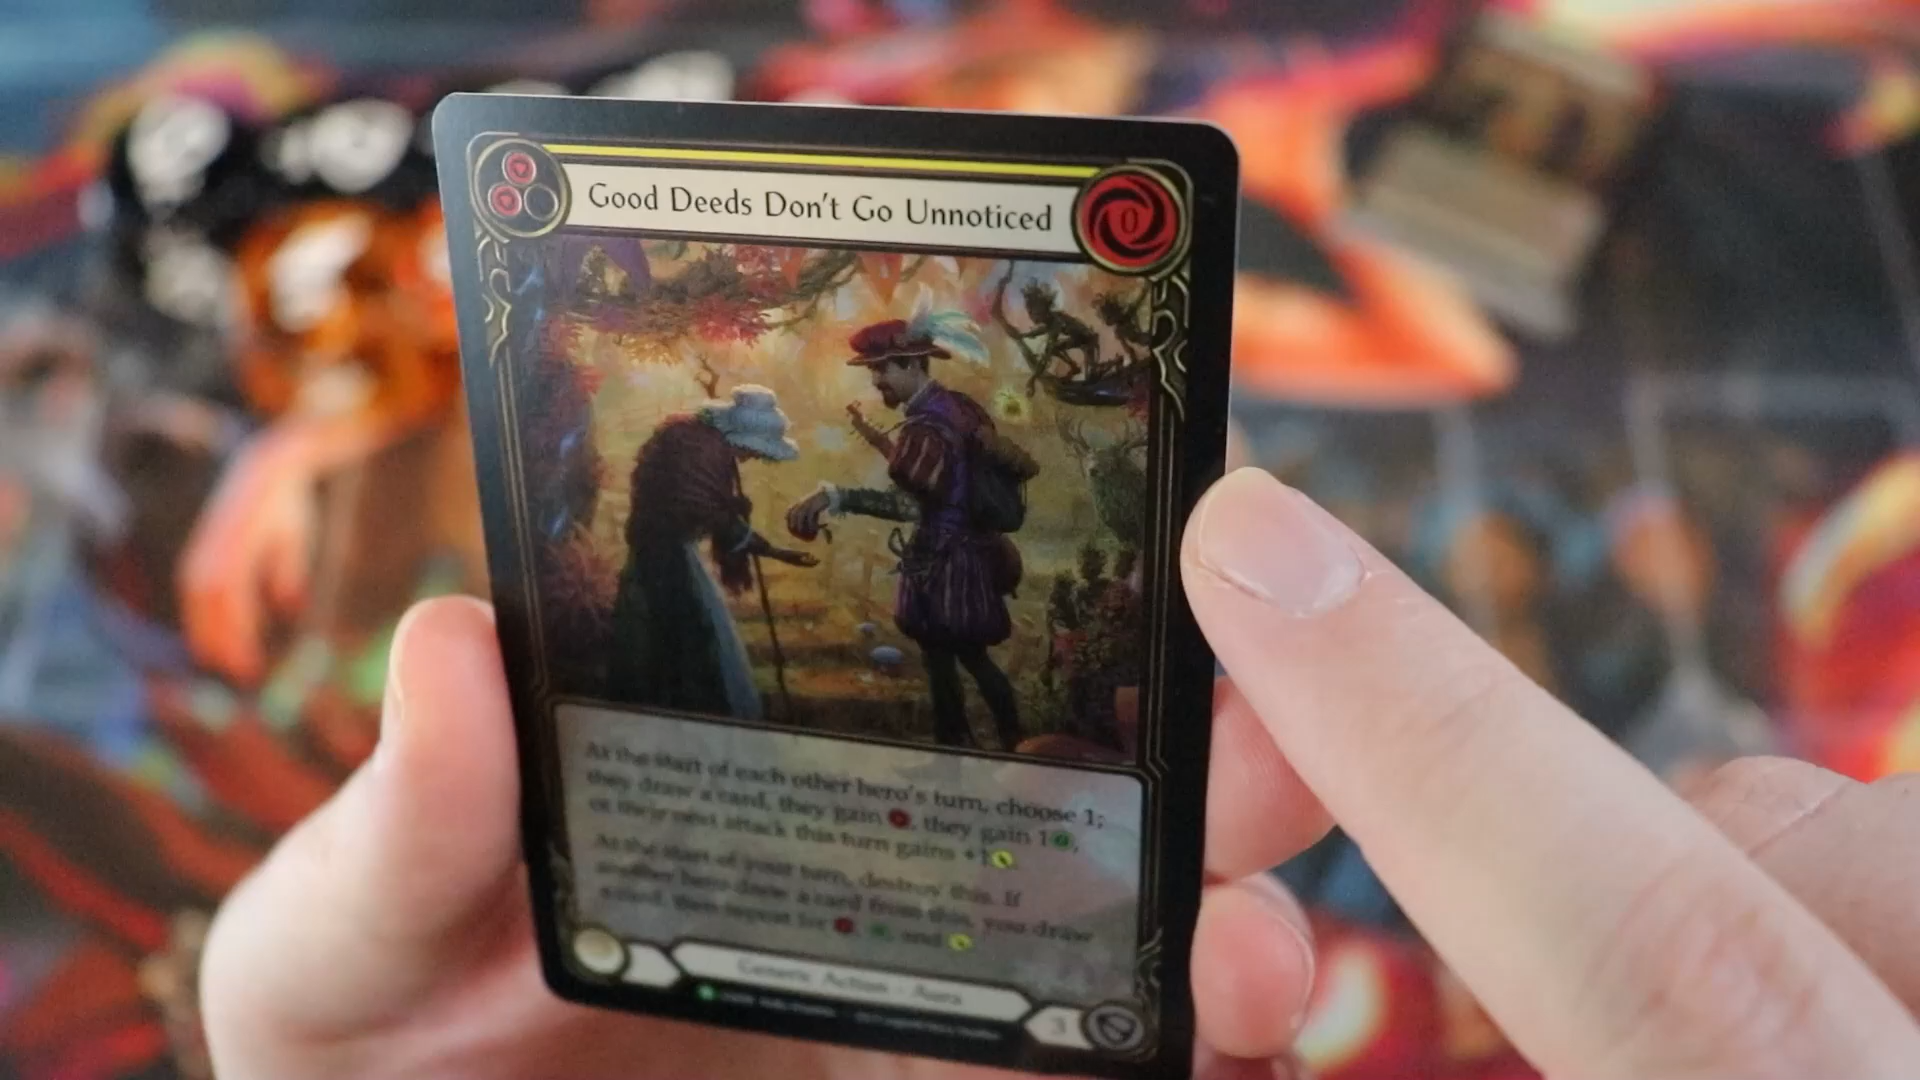 Good Deeds Don't Go Unnoticed
0
At the start of each other hero's turn, choose 1;
they draw a card, they gain, they gain 1,
or their next attack this turn gains +1
At the start of your turn, destroy this. If
another hero drew a card from this, you draw
a card, then repeat for and
Generic Action - Aura
3